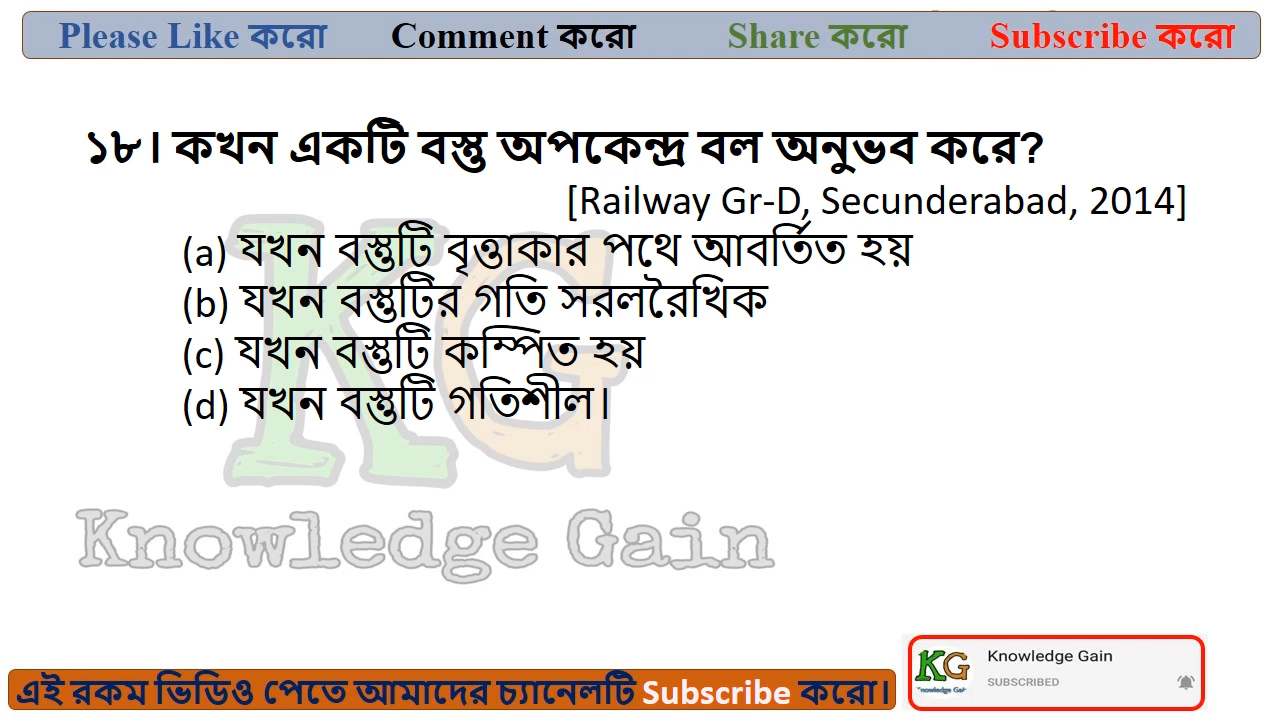 Please Like করো Comment করো Share করো Subscribe করো
১৮। কখন একটি বস্তু অপকেন্দ্র বল অনুভব করে?
[Railway Gr-D, Secunderabad, 2014]
(a) যখন বস্তুটি বৃত্তাকার পথে আবর্তিত হয়
(b) যখন বস্তুটির গতি সরলরৈখিক
(c) যখন বস্তুটি কম্পিত হয়
(d) যখন বস্তুটি গতিশীল।
KG
Knowledge Gain
এই রকম ভিডিও পেতে আমাদের চ্যানেলটি Subscribe করো।
KG
Knowledge Gain
SUBSCRIBED